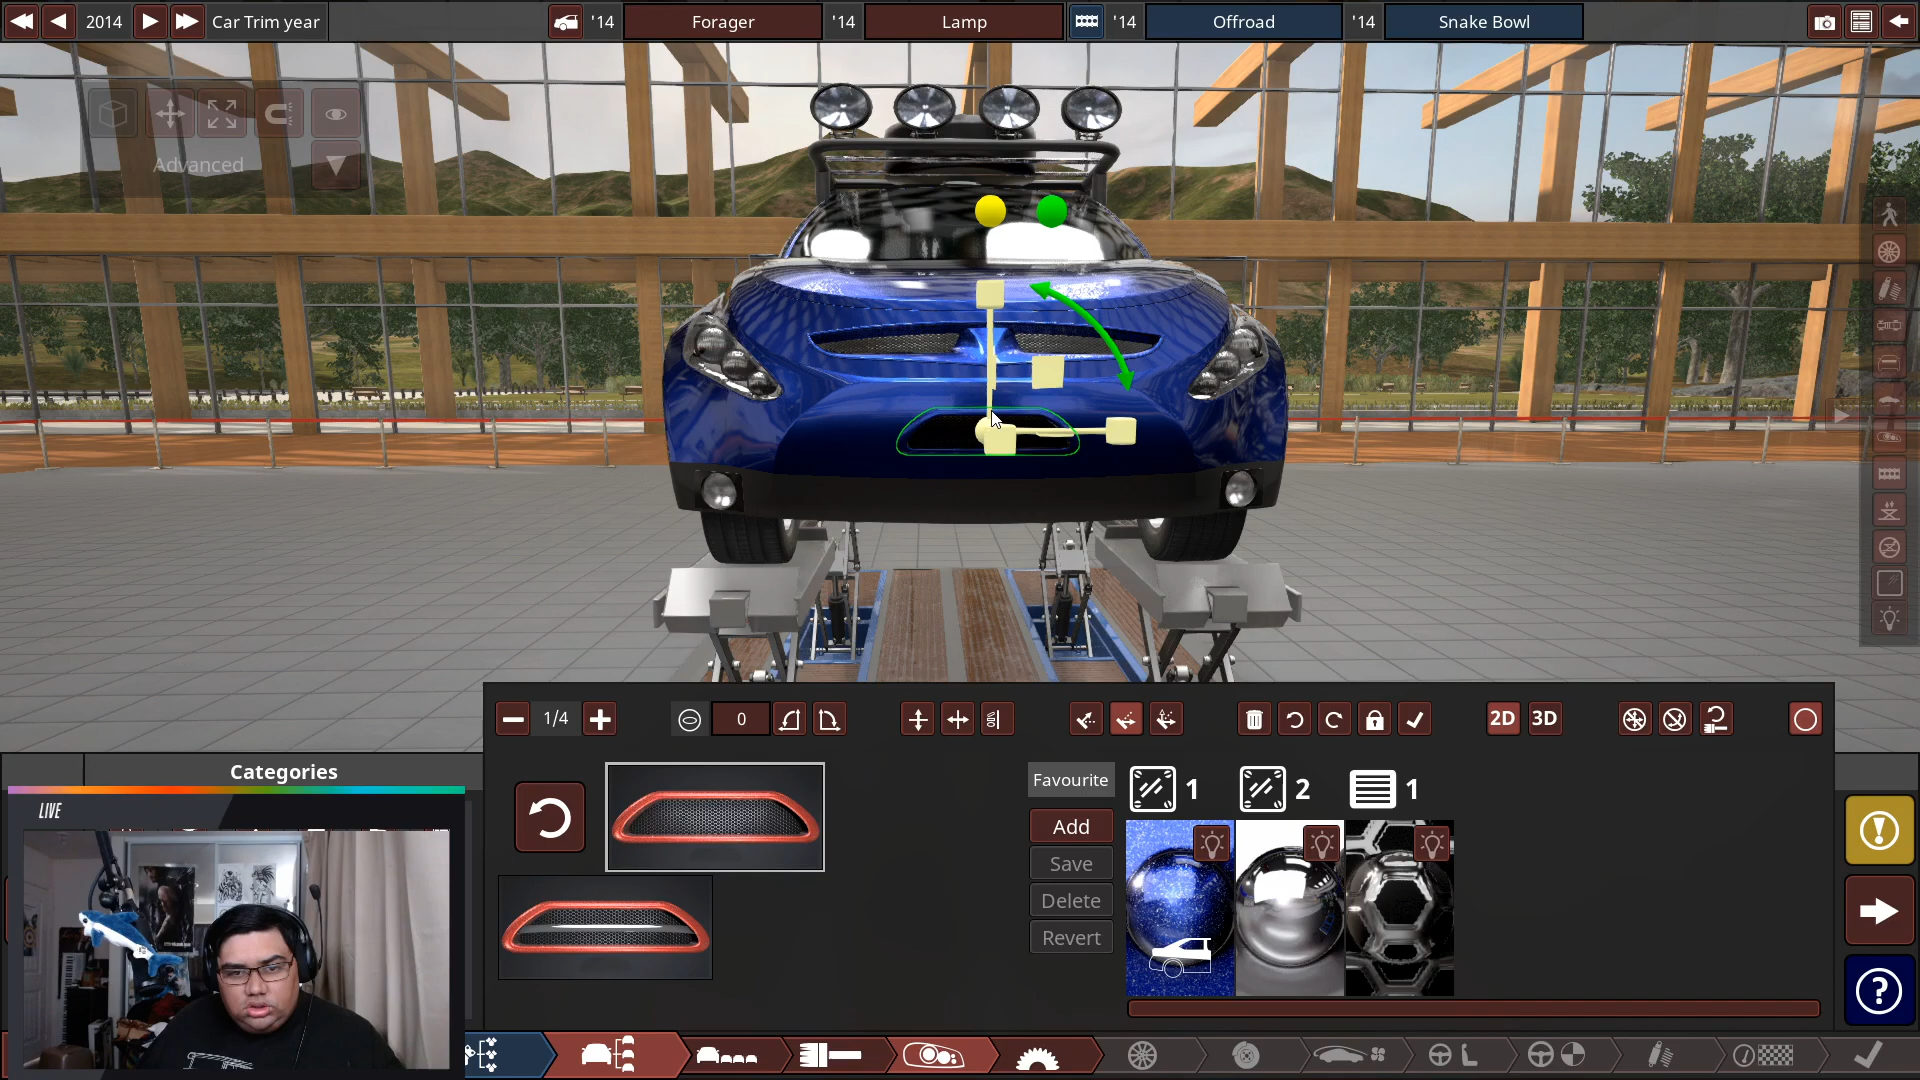 2014 Car Trim year '14 Forager '14 Lamp '14 Offroad '14 Snake Bowl
Advanced
1/4 0 2D 3D
Categories
LIVE
Favourite 1 2 1
Add
Save
Delete
Revert